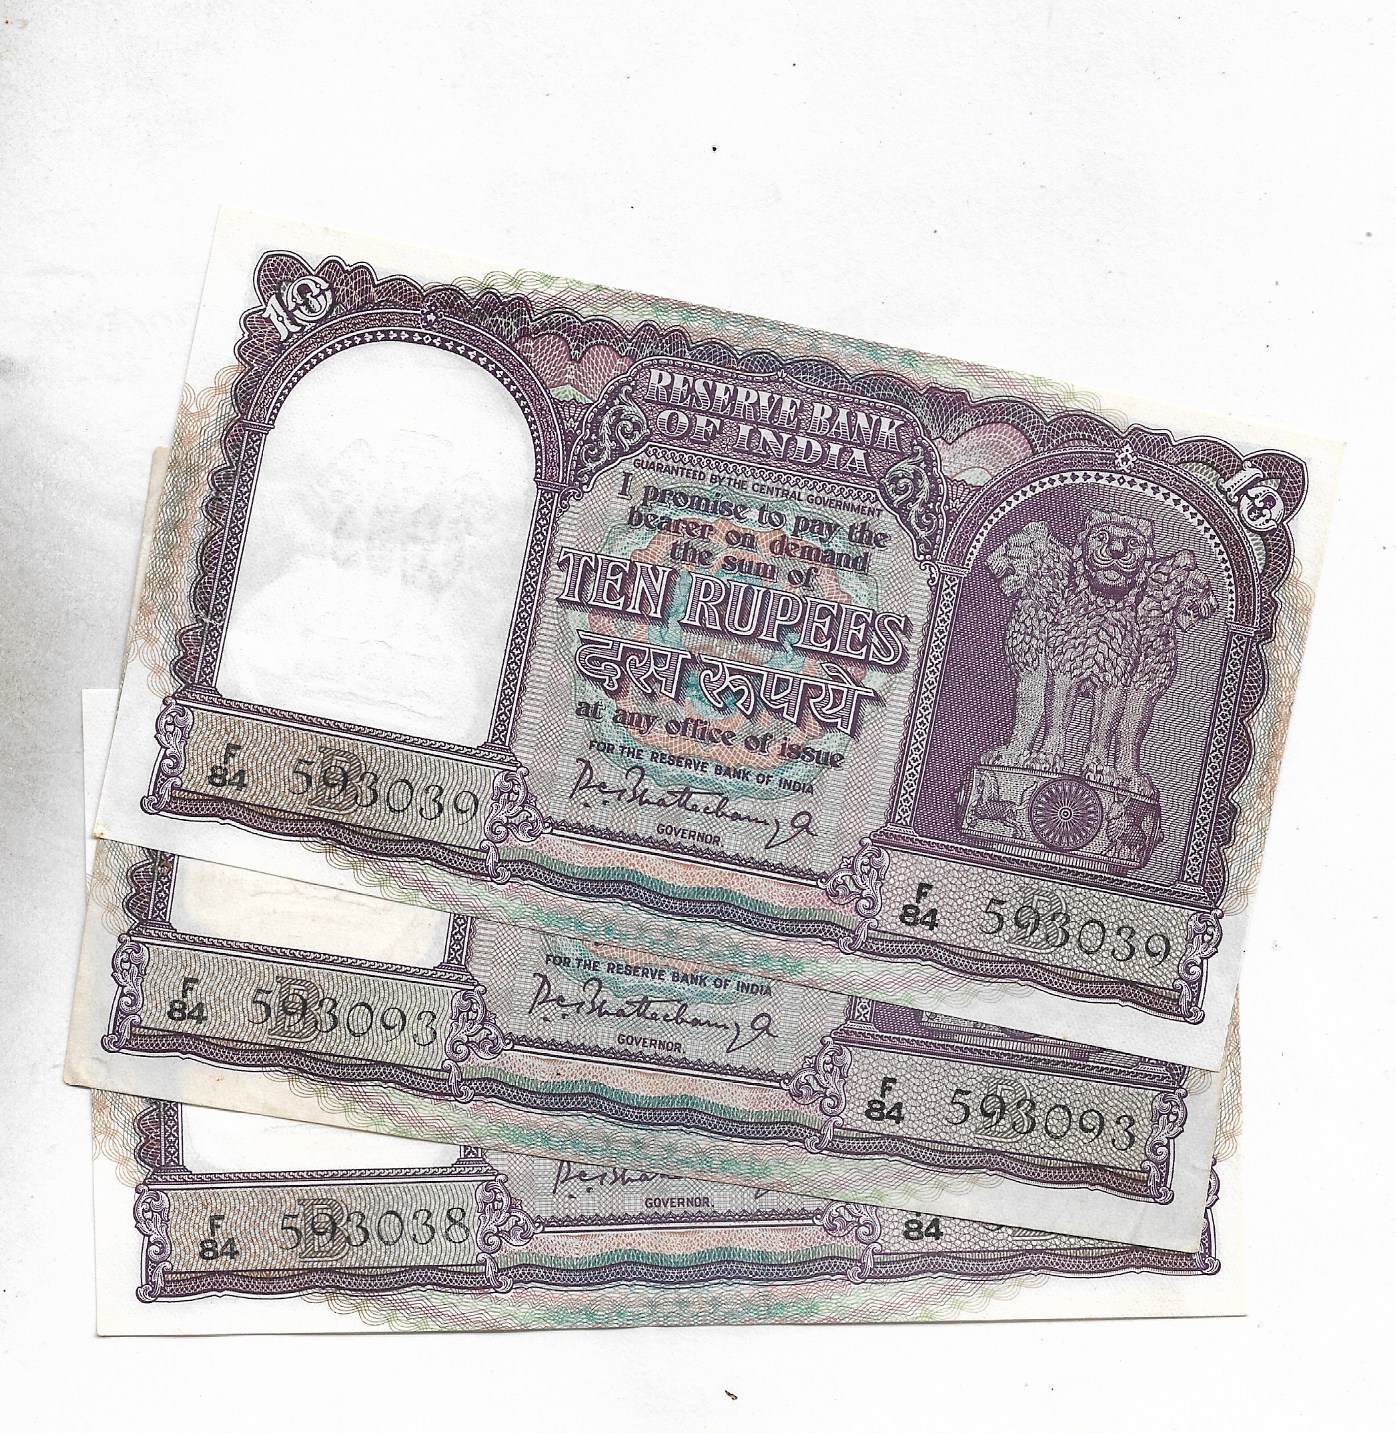 10
10
RESERVE BANK
OF INDIA
GUARANTEED BY THE CENTRAL GOVERNMENT
I promise to pay the
bearer on demand
the sum of
TEN RUPEES
दस रुपये
at any office of issue
FOR THE RESERVE BANK OF INDIA
GOVERNOR.
F
84 B 593039
F
84 B 593039
FOR THE RESERVE BANK OF INDIA
GOVERNOR.
F
84 B 593093
F
84 B 593093
GOVERNOR.
F
84 B 593038
84